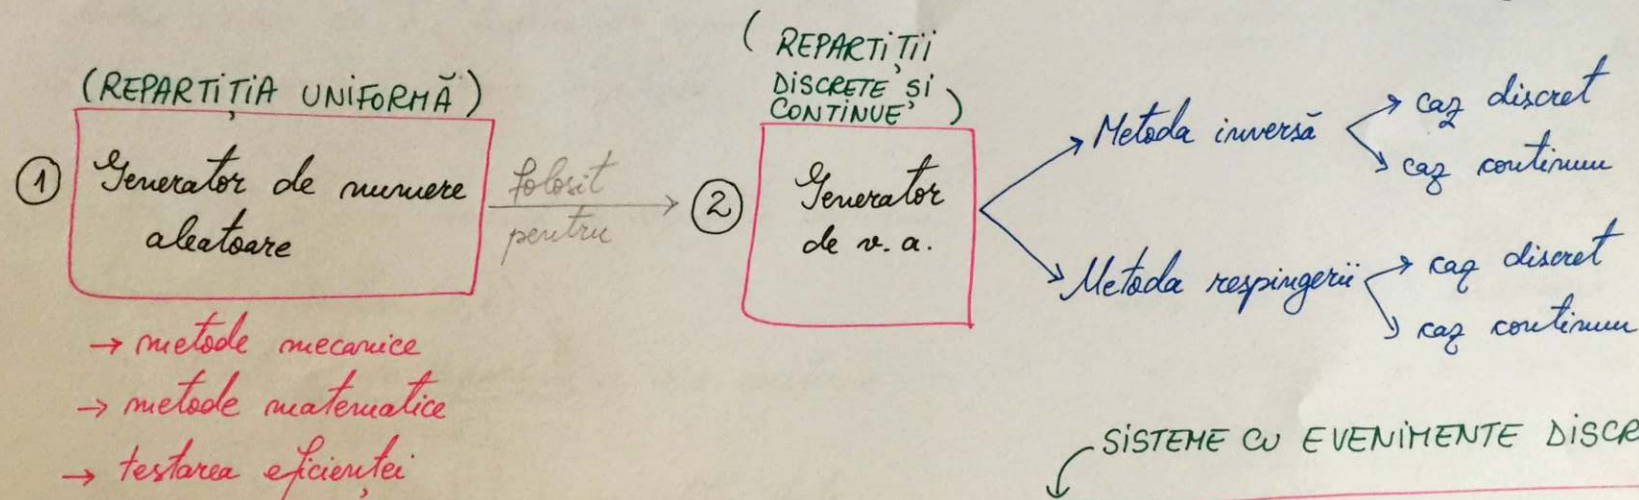 (REPARTIȚIA UNIFORMĂ)
① Generator de numere
aleatoare
→ metode mecanice
→ metode matematice
→ testarea eficienței
folosit
pentru
(REPARTIȚII
DISCRETE ȘI
CONTINUE)
② Generator
de v.a.
Metoda inversă
caz discret
caz continuu
Metoda respingerii
caz discret
caz continuu
SISTEME CU EVENIMENTE DISCR